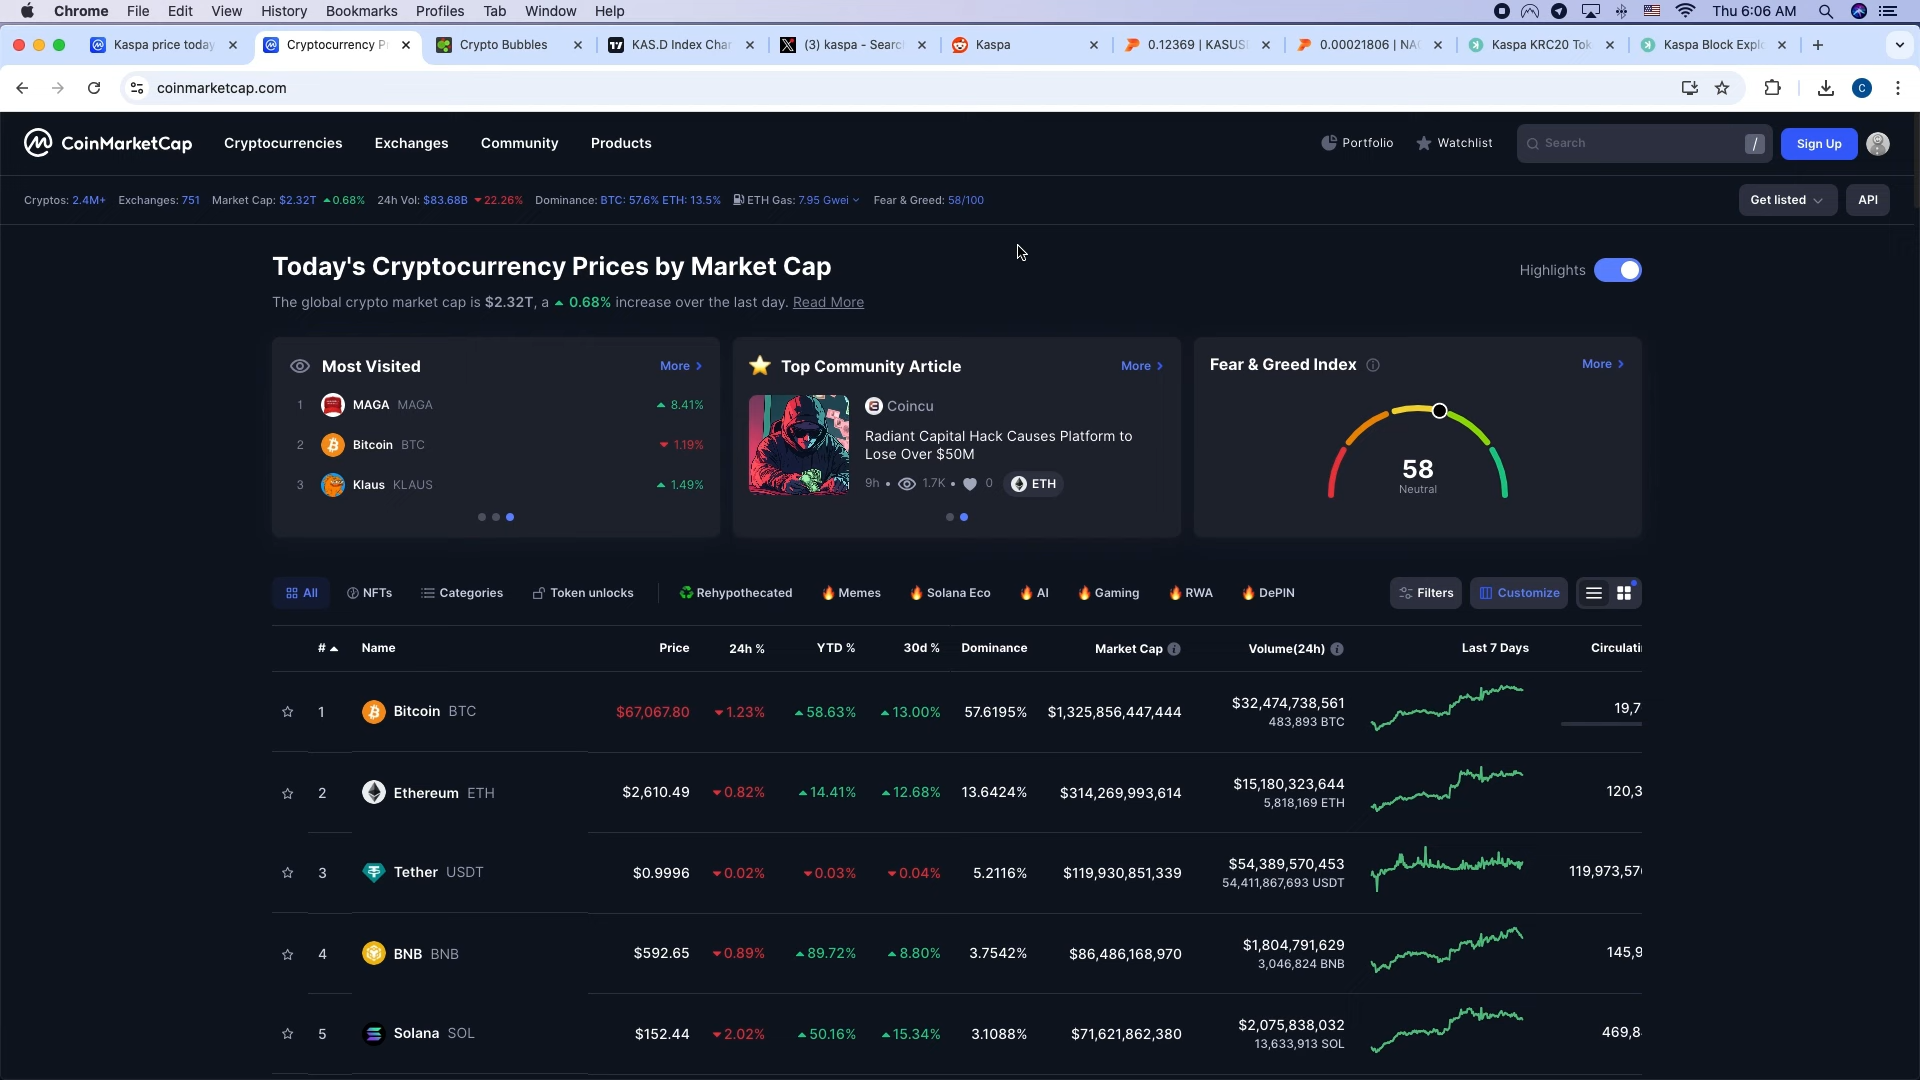 Chrome File Edit View History Bookmarks Profiles Tab Window Help Thu 6:06 AM
Kaspa price today Cryptocurrency P Crypto Bubbles KAS.D Index Char (3) kaspa - Searc Kaspa 0.12369 | KASUS 0.00021806 | NA Kaspa KRC20 Tok Kaspa Block Expl
coinmarketcap.com C
CoinMarketCap Cryptocurrencies Exchanges Community Products Portfolio Watchlist Search / Sign Up
Cryptos: 2.4M+ Exchanges: 751 Market Cap: $2.32T 0.68% 24h Vol: $83.68B 22.26% Dominance: BTC: 57.6% ETH: 13.5% ETH Gas: 7.95 Gwei Fear & Greed: 58/100 Get listed API
Today's Cryptocurrency Prices by Market Cap
Highlights
The global crypto market cap is $2.32T, a 0.68% increase over the last day. Read More
Most Visited More >
1 MAGA MAGA 8.41%
2 Bitcoin BTC 1.19%
3 Klaus KLAUS 1.49%
Top Community Article More >
Coincu
Radiant Capital Hack Causes Platform to
Lose Over $50M
9h • 1.7K • 0 ETH
Fear & Greed Index More >
58
Neutral
All NFTs Categories Token unlocks Rehypothecated Memes Solana Eco AI Gaming RWA DePIN Filters Customize
# Name Price 24h % YTD % 30d % Dominance Market Cap Volume(24h) Last 7 Days Circulati
1 Bitcoin BTC $67,067.80 1.23% 58.63% 13.00% 57.6195% $1,325,856,447,444 $32,474,738,561 19,7
483,893 BTC
2 Ethereum ETH $2,610.49 0.82% 14.41% 12.68% 13.6424% $314,269,993,614 $15,180,323,644 120,3
5,818,169 ETH
3 Tether USDT $0.9996 0.02% 0.03% 0.04% 5.2116% $119,930,851,339 $54,389,570,453 119,973,57
54,411,867,693 USDT
4 BNB BNB $592.65 0.89% 89.72% 8.80% 3.7542% $86,486,168,970 $1,804,791,629 145,9
3,046,824 BNB
5 Solana SOL $152.44 2.02% 50.16% 15.34% 3.1088% $71,621,862,380 $2,075,838,032 469,8
13,633,913 SOL